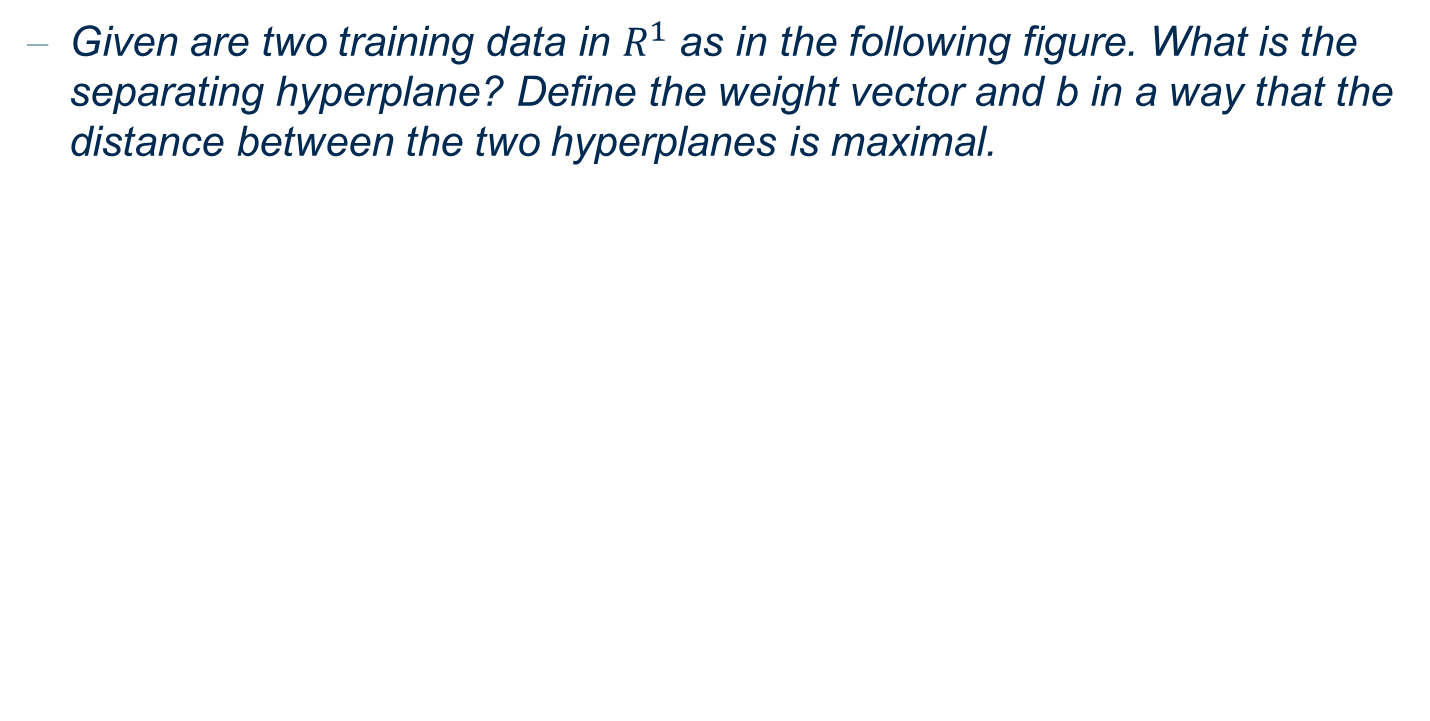 – Given are two training data in R¹ as in the following figure. What is the
separating hyperplane? Define the weight vector and b in a way that the
distance between the two hyperplanes is maximal.